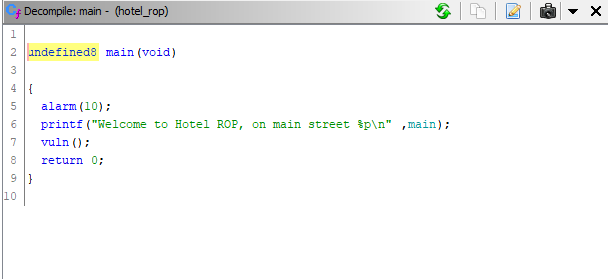 Decompile: main - (hotel_rop)
1
2 undefined8 main(void)
3
4 {
5 alarm(10);
6 printf("Welcome to Hotel ROP, on main street %p\n" ,main);
7 vuln();
8 return 0;
9 }
10